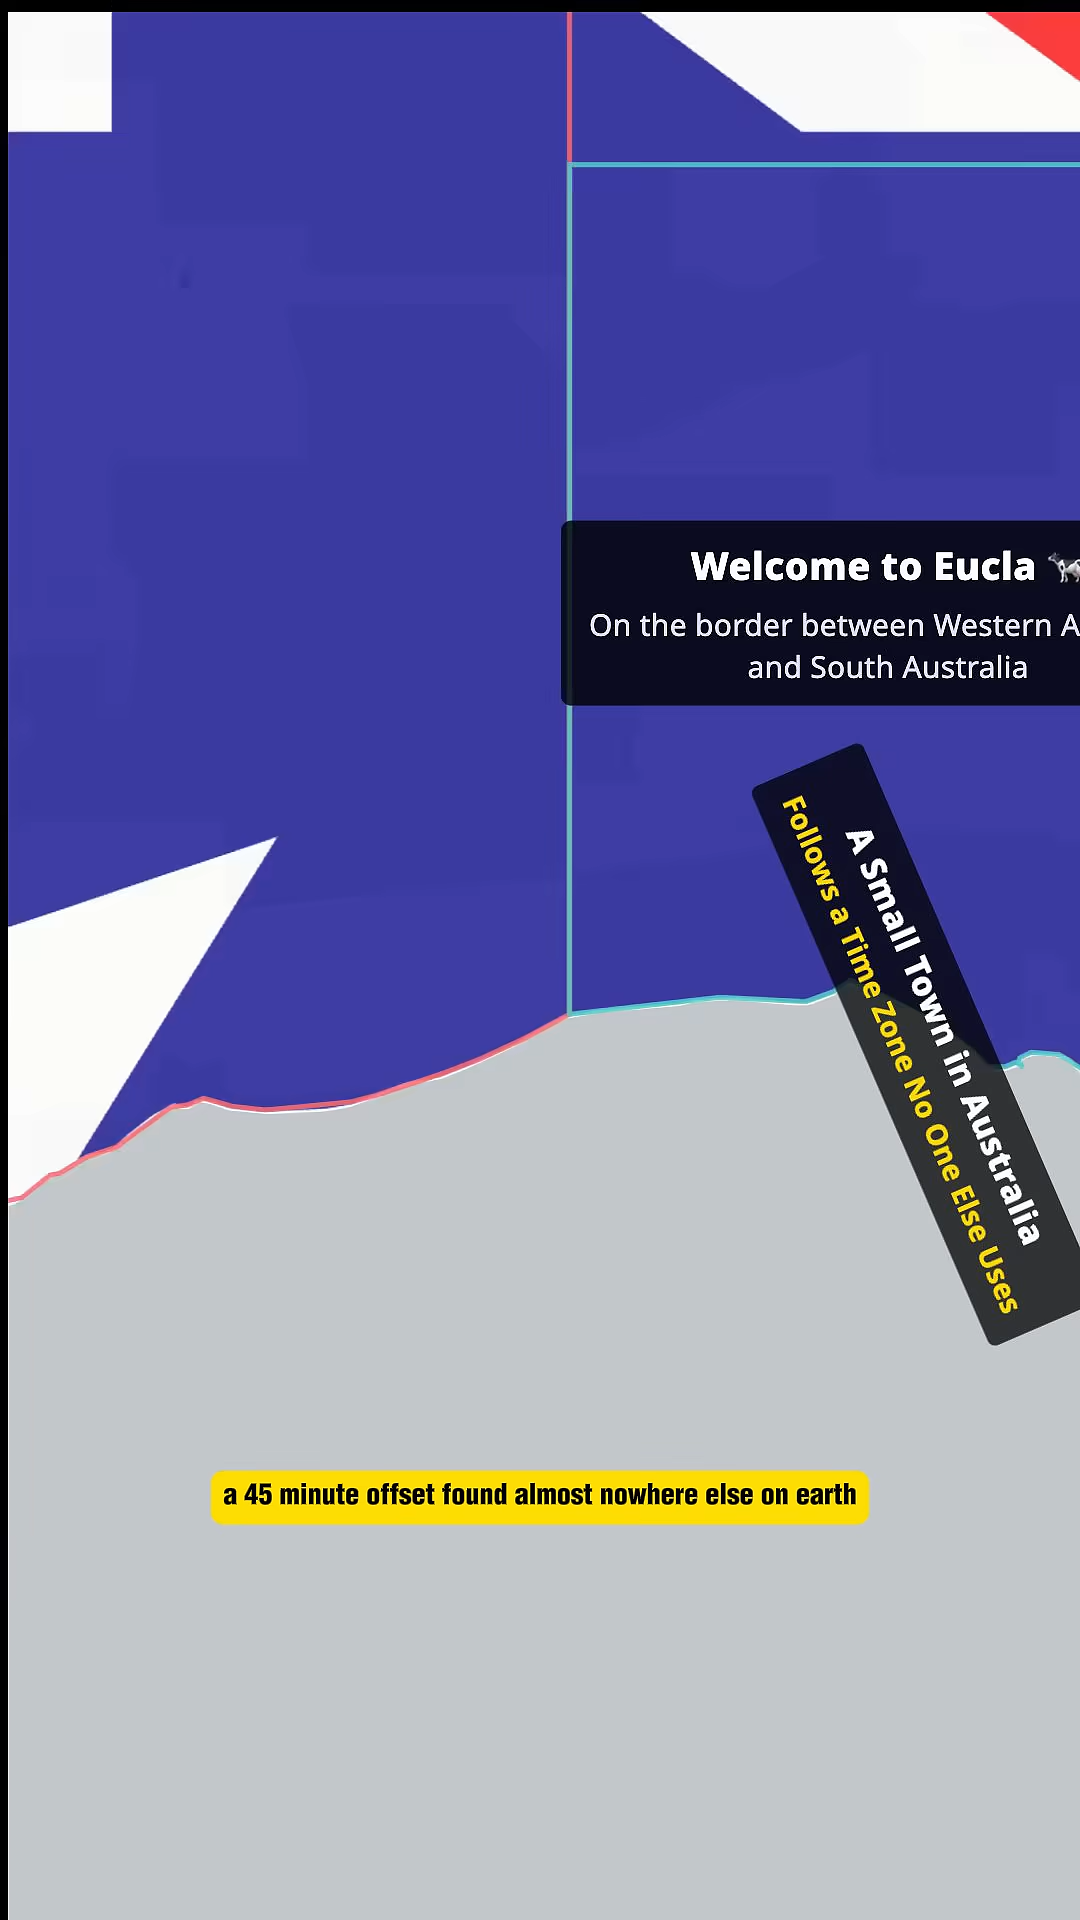 Welcome to Eucla
On the border between Western A
and South Australia
A Small Town in Australia
Follows a Time Zone No One Else Uses
a 45 minute offset found almost nowhere else on earth